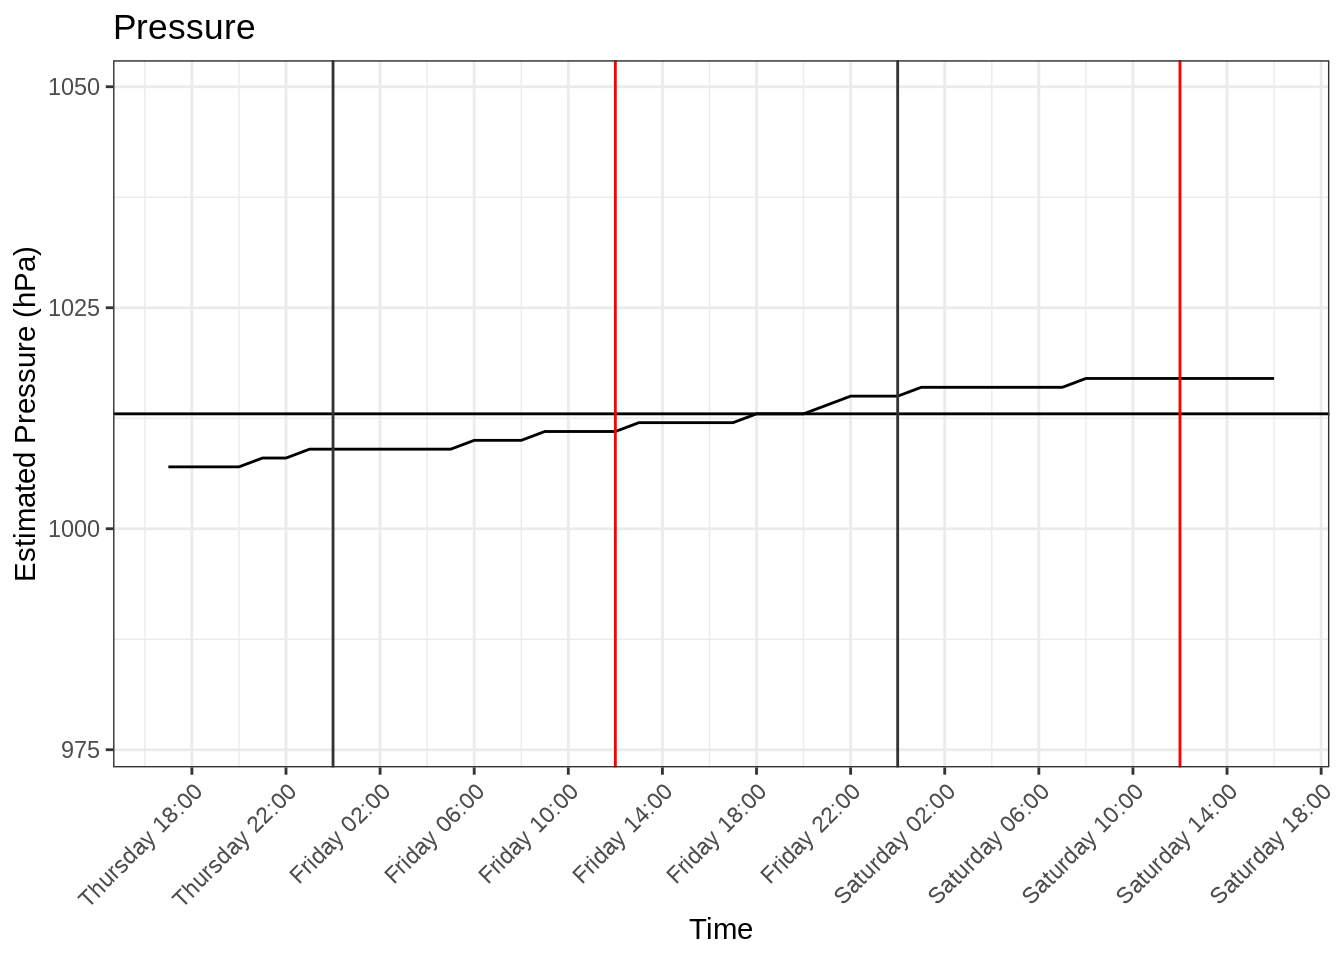 Pressure
Estimated Pressure (hPa)
1050
1025
1000
975
Thursday 18:00
Thursday 22:00
Friday 02:00
Friday 06:00
Friday 10:00
Friday 14:00
Friday 18:00
Friday 22:00
Saturday 02:00
Saturday 06:00
Saturday 10:00
Saturday 14:00
Saturday 18:00
Time